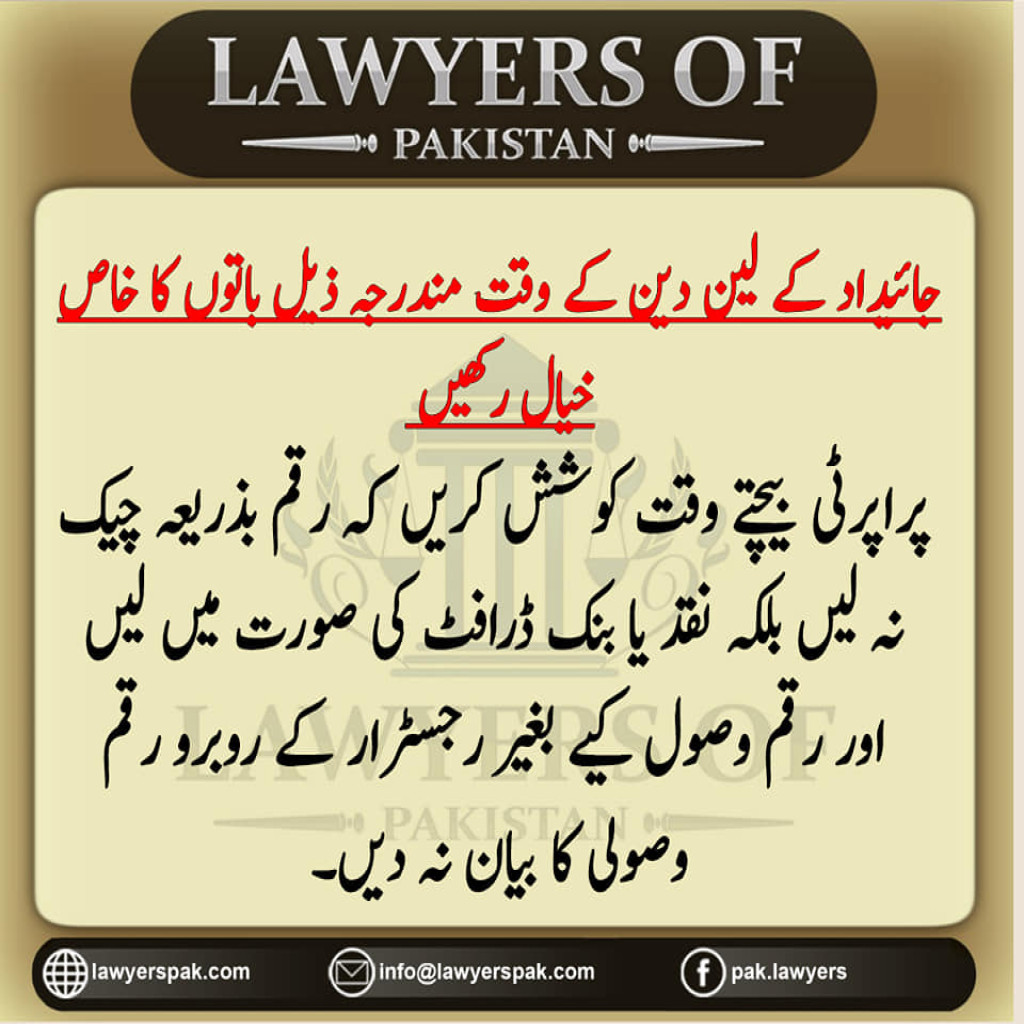 LAWYERS OF
PAKISTAN
جائیداد کے لین دین کے وقت مندرجہ ذیل باتوں کا خاص
خیال رکھیں
پراپرٹی بیچتے وقت کوشش کریں کہ رقم بذریعہ چیک
نہ لیں بلکہ نقد یا بنک ڈرافٹ کی صورت میں لیں
اور رقم وصول کیے بغیر رجسٹرار کے روبرو رقم
وصولی کا بیان نہ دیں۔
LAWYERS OF
PAKISTAN
lawyerspak.com
info@lawyerspak.com
pak.lawyers